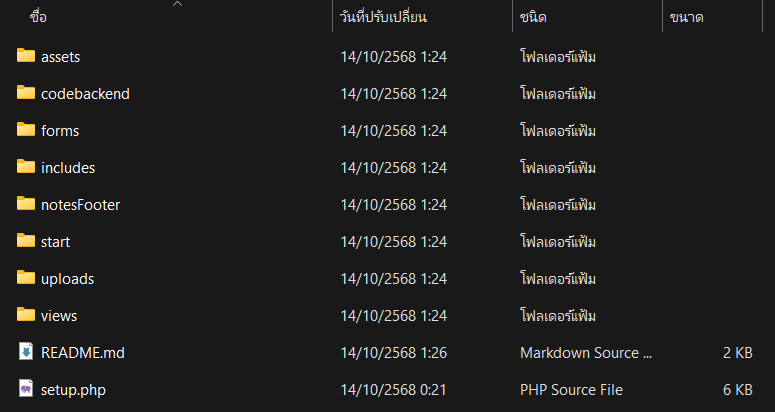 ชื่อ วันที่ปรับเปลี่ยน ชนิด ขนาด
assets 14/10/2568 1:24 โฟลเดอร์แฟ้ม
codebackend 14/10/2568 1:24 โฟลเดอร์แฟ้ม
forms 14/10/2568 1:24 โฟลเดอร์แฟ้ม
includes 14/10/2568 1:24 โฟลเดอร์แฟ้ม
notesFooter 14/10/2568 1:24 โฟลเดอร์แฟ้ม
start 14/10/2568 1:24 โฟลเดอร์แฟ้ม
uploads 14/10/2568 1:24 โฟลเดอร์แฟ้ม
views 14/10/2568 1:24 โฟลเดอร์แฟ้ม
README.md 14/10/2568 1:26 Markdown Source ... 2 KB
setup.php 14/10/2568 0:21 PHP Source File 6 KB